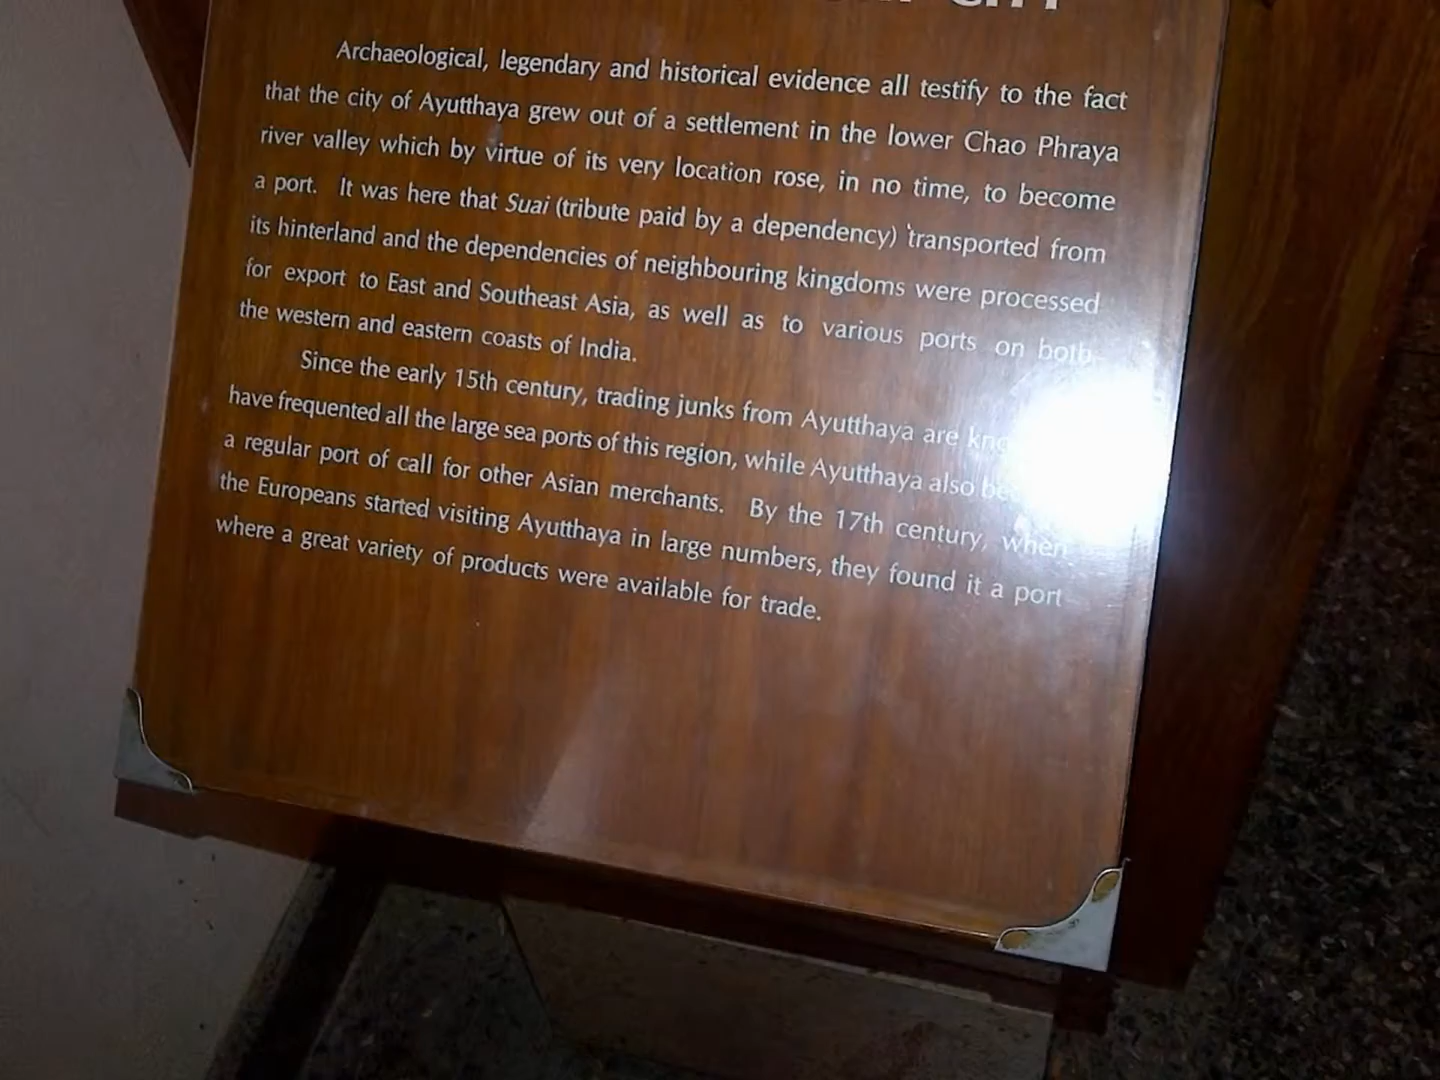 CITY
Archaeological, legendary and historical evidence all testify to the fact
that the city of Ayutthaya grew out of a settlement in the lower Chao Phraya
river valley which by virtue of its very location rose, in no time, to become
a port. It was here that Suai (tribute paid by a dependency) transported from
its hinterland and the dependencies of neighbouring kingdoms were processed
for export to East and Southeast Asia, as well as to various ports on both
the western and eastern coasts of India.
Since the early 15th century, trading junks from Ayutthaya are
have frequented all the large sea ports of this region, while Ayutthaya also
a regular port of call for other Asian merchants. By the 17th century, when
the Europeans started visiting Ayutthaya in large numbers, they found it a port
where a great variety of products were available for trade.